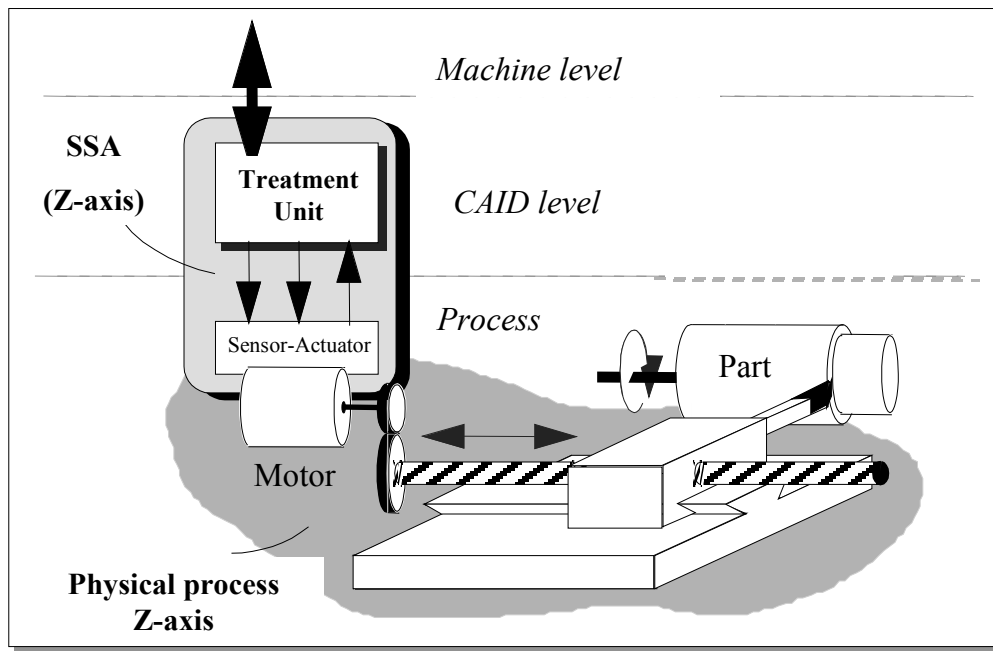 Machine level
SSA
(Z-axis)
Treatment
Unit
CAID level
Process
Sensor-Actuator
Part
Motor
Physical process
Z-axis